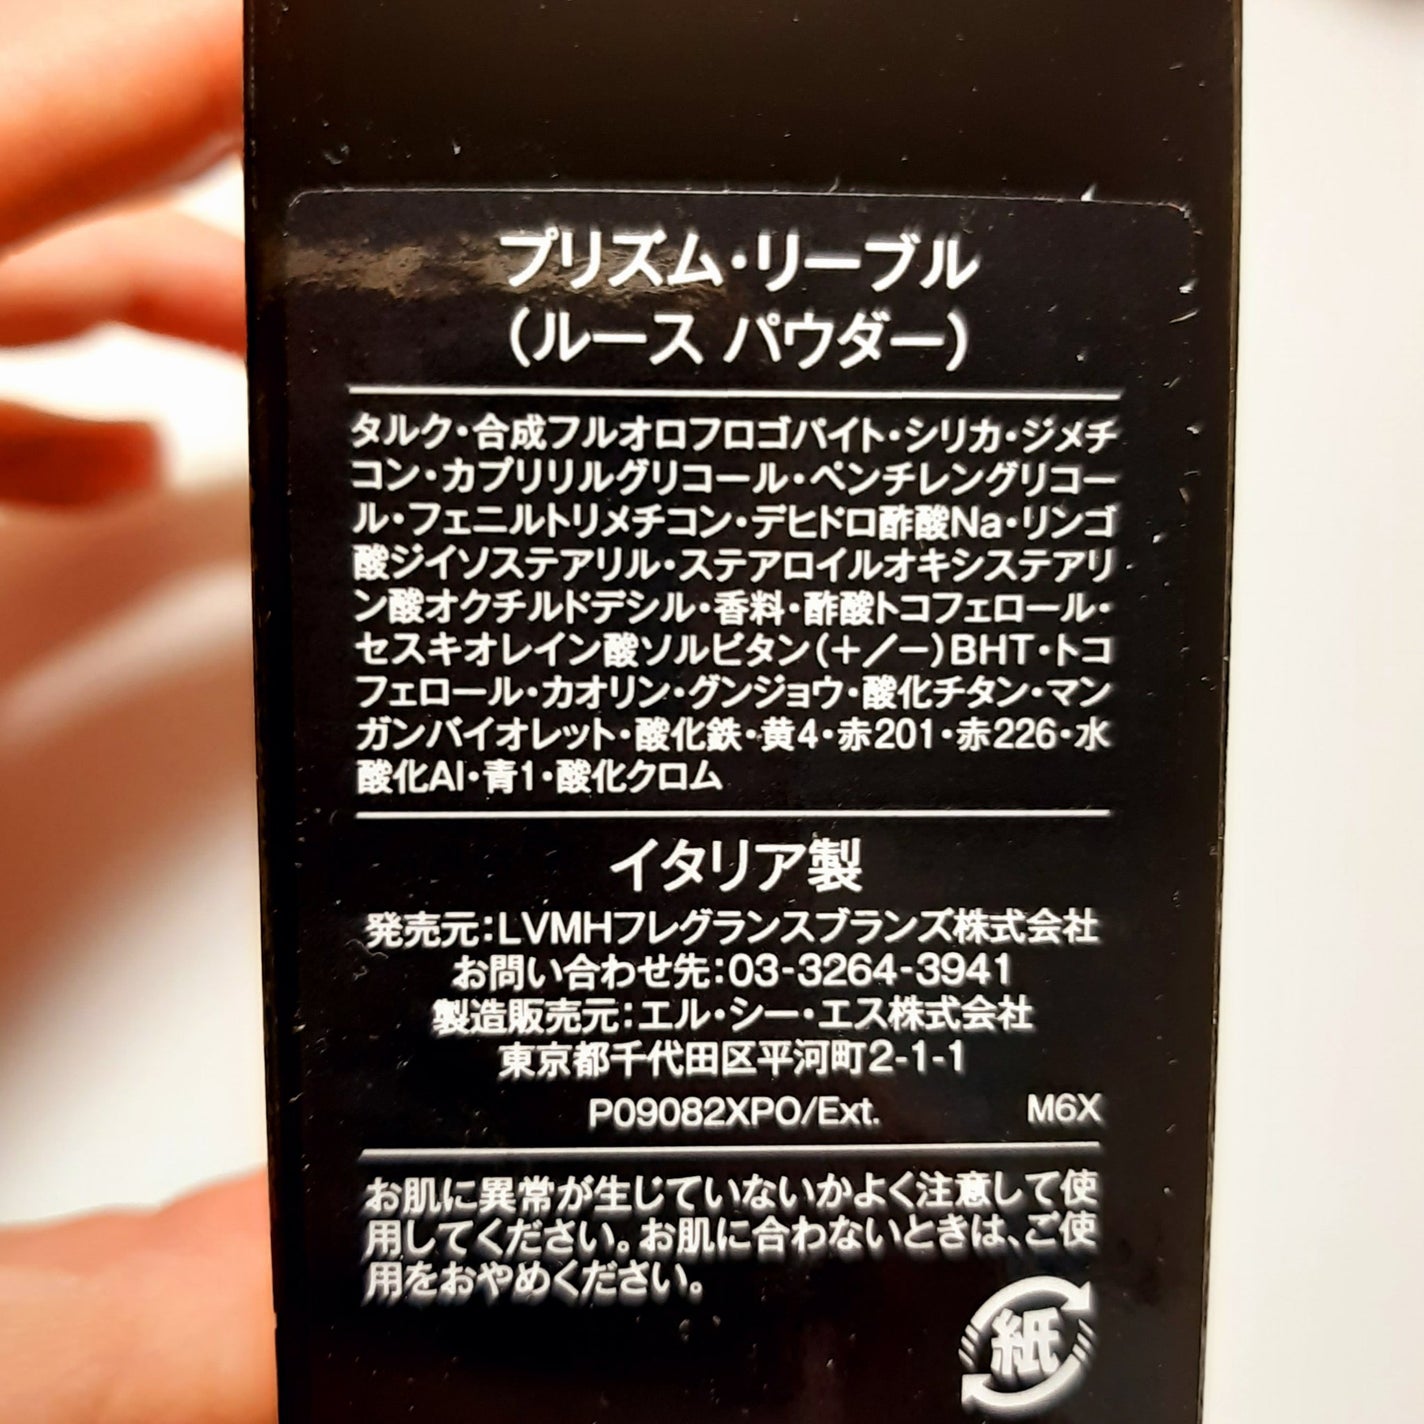 プリズム・リーブル
(ルース パウダー)
タルク・合成フルオロフロゴパイト・シリカ・ジメチ
コン・カプリリルグリコール・ペンチレングリコー
ル・フェニルトリメチコン・デヒドロ酢酸Na・リンゴ
酸ジイソステアリル・ステアロイルオキシステアリ
ン酸オクチルドデシル・香料・酢酸トコフェロール・
セスキオレイン酸ソルビタン(＋／－)BHT・トコ
フェロール・カオリン・グンジョウ・酸化チタン・マン
ガンバイオレット・酸化鉄・黄4・赤201・赤226・水
酸化Al・青1・酸化クロム
イタリア製
発売元：LVMHフレグランスブランズ株式会社
お問い合わせ先：03-3264-3941
製造販売元：エル・シー・エス株式会社
東京都千代田区平河町2-1-1
P09082XPO/Ext. M6X
お肌に異常が生じていないかよく注意して使
用してください。お肌に合わないときは、ご使
用をおやめください。
紙